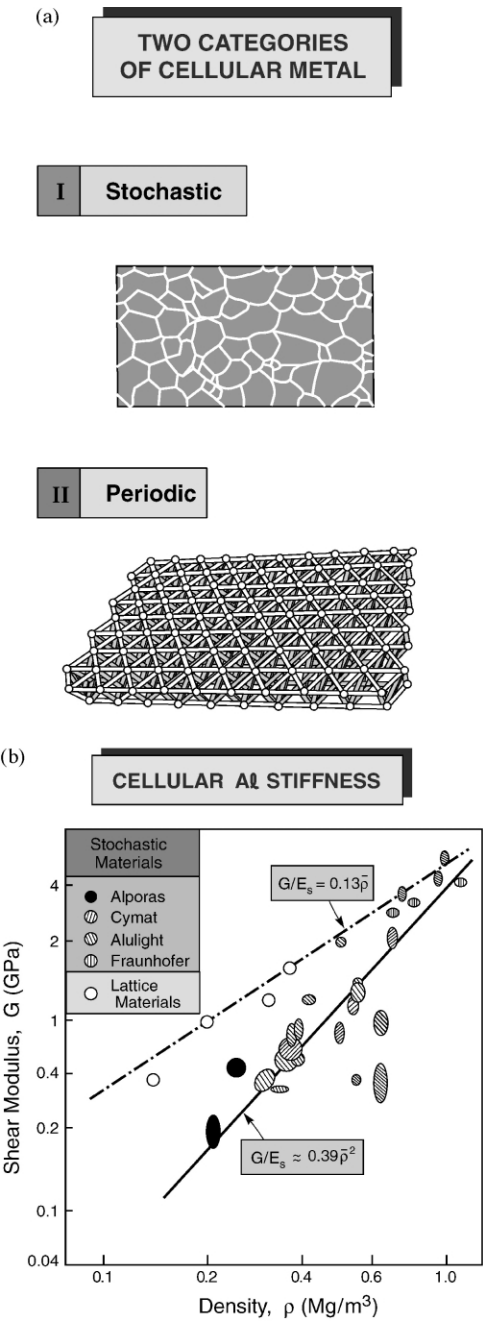 (a)
TWO CATEGORIES
OF CELLULAR METAL
I Stochastic
II Periodic
(b)
CELLULAR Aℓ STIFFNESS
Stochastic
Materials
Alporas
Cymat
Alulight
Fraunhofer
Lattice
Materials
G/Es = 0.13ρ̄
G/Es ≈ 0.39ρ̄²
Shear Modulus, G (GPa)
4
2
1
0.4
0.2
0.1
0.04
0.1 0.2 0.4 0.6 1.0
Density, ρ (Mg/m³)